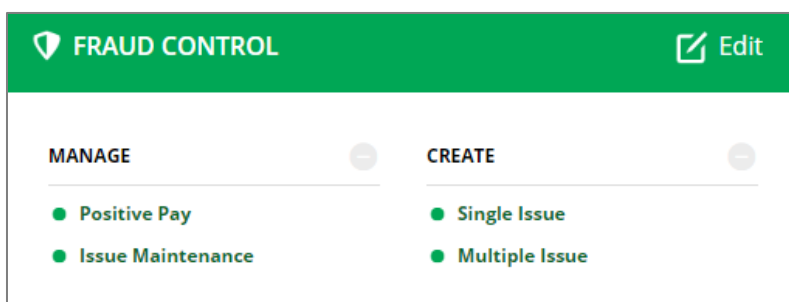 FRAUD CONTROL
Edit
MANAGE
Positive Pay
Issue Maintenance
CREATE
Single Issue
Multiple Issue